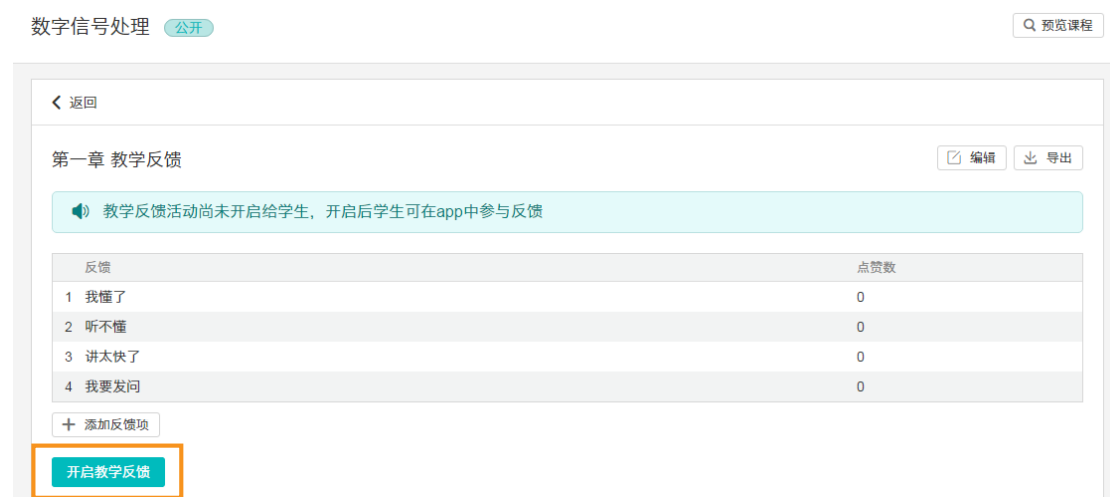 数字信号处理 公开 预览课程
返回
第一章 教学反馈 编辑 导出
教学反馈活动尚未开启给学生，开启后学生可在app中参与反馈
反馈 点赞数
1 我懂了 0
2 听不懂 0
3 讲太快了 0
4 我要发问 0
添加反馈项
开启教学反馈